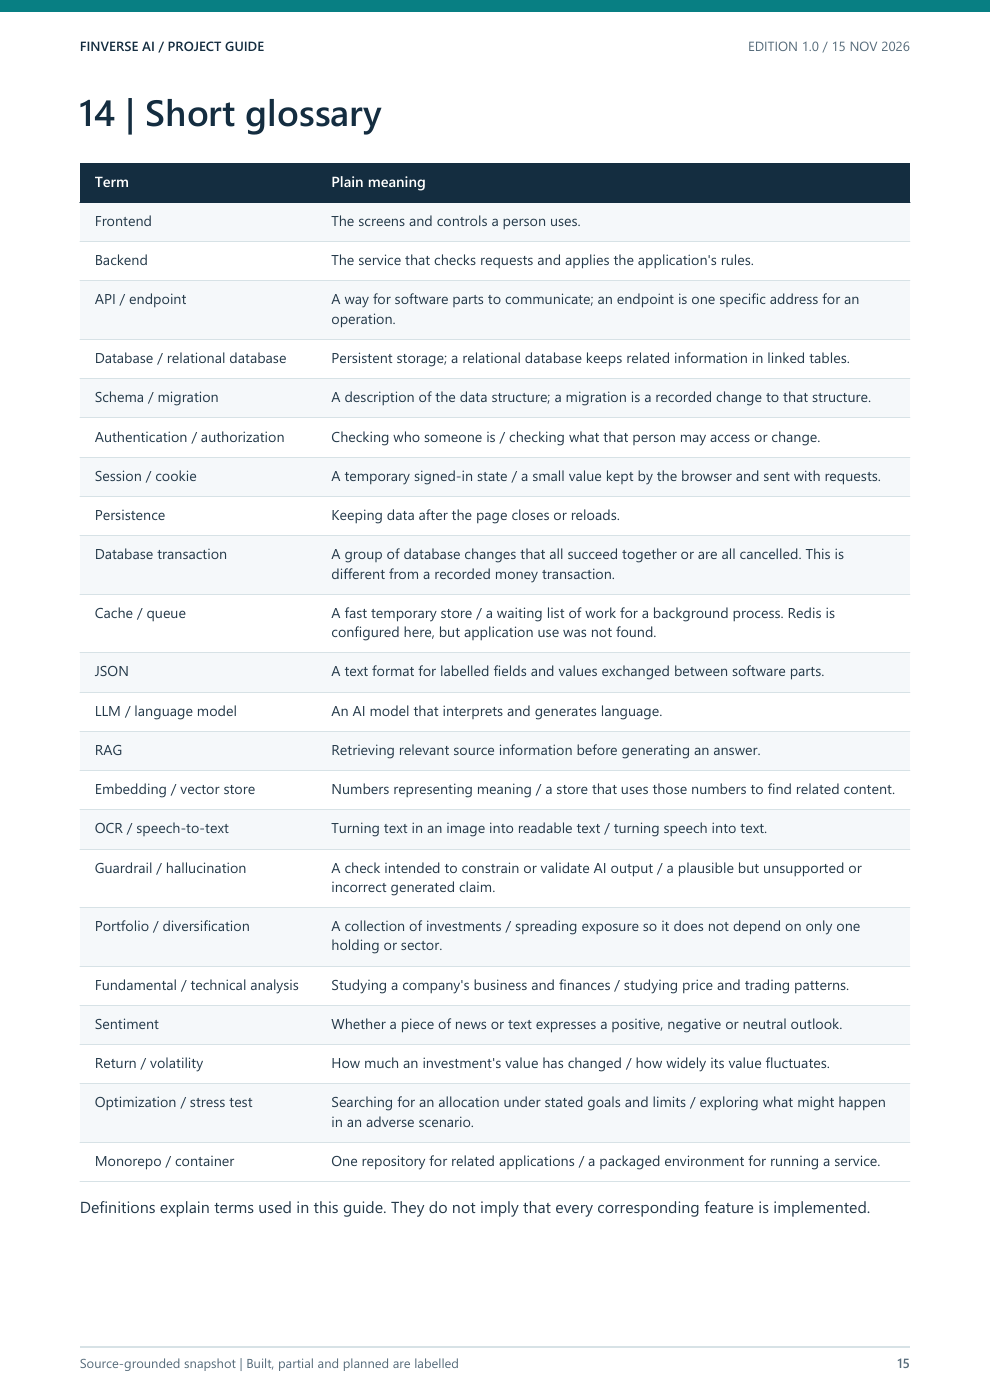 FINVERSE AI / PROJECT GUIDE
EDITION 1.0 / 15 NOV 2026
14 | Short glossary
Term
Plain meaning
Frontend
The screens and controls a person uses.
Backend
The service that checks requests and applies the application's rules.
API / endpoint
A way for software parts to communicate; an endpoint is one specific address for an
operation.
Database / relational database
Persistent storage; a relational database keeps related information in linked tables.
Schema / migration
A description of the data structure; a migration is a recorded change to that structure.
Authentication / authorization
Checking who someone is / checking what that person may access or change.
Session / cookie
A temporary signed-in state / a small value kept by the browser and sent with requests.
Persistence
Keeping data after the page closes or reloads.
Database transaction
A group of database changes that all succeed together or are all cancelled. This is
different from a recorded money transaction.
Cache / queue
A fast temporary store / a waiting list of work for a background process. Redis is
configured here, but application use was not found.
JSON
A text format for labelled fields and values exchanged between software parts.
LLM / language model
An AI model that interprets and generates language.
RAG
Retrieving relevant source information before generating an answer.
Embedding / vector store
Numbers representing meaning / a store that uses those numbers to find related content.
OCR / speech-to-text
Turning text in an image into readable text / turning speech into text.
Guardrail / hallucination
A check intended to constrain or validate AI output / a plausible but unsupported or
incorrect generated claim.
Portfolio / diversification
A collection of investments / spreading exposure so it does not depend on only one
holding or sector.
Fundamental / technical analysis
Studying a company's business and finances / studying price and trading patterns.
Sentiment
Whether a piece of news or text expresses a positive, negative or neutral outlook.
Return / volatility
How much an investment's value has changed / how widely its value fluctuates.
Optimization / stress test
Searching for an allocation under stated goals and limits / exploring what might happen
in an adverse scenario.
Monorepo / container
One repository for related applications / a packaged environment for running a service.
Definitions explain terms used in this guide. They do not imply that every corresponding feature is implemented.
Source-grounded snapshot | Built, partial and planned are labelled
15